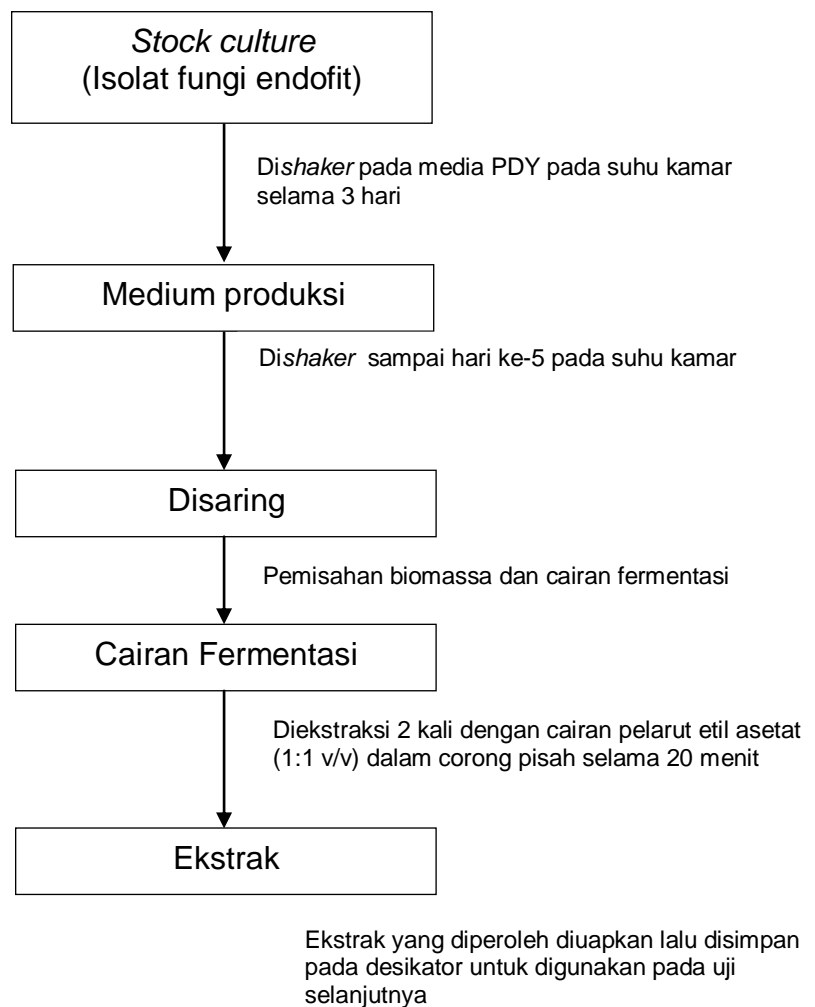 Stock culture
(Isolat fungi endofit)
Dishaker pada media PDY pada suhu kamar
selama 3 hari
Medium produksi
Dishaker sampai hari ke-5 pada suhu kamar
Disaring
Pemisahan biomassa dan cairan fermentasi
Cairan Fermentasi
Diekstraksi 2 kali dengan cairan pelarut etil asetat
(1:1 v/v) dalam corong pisah selama 20 menit
Ekstrak
Ekstrak yang diperoleh diuapkan lalu disimpan
pada desikator untuk digunakan pada uji
selanjutnya